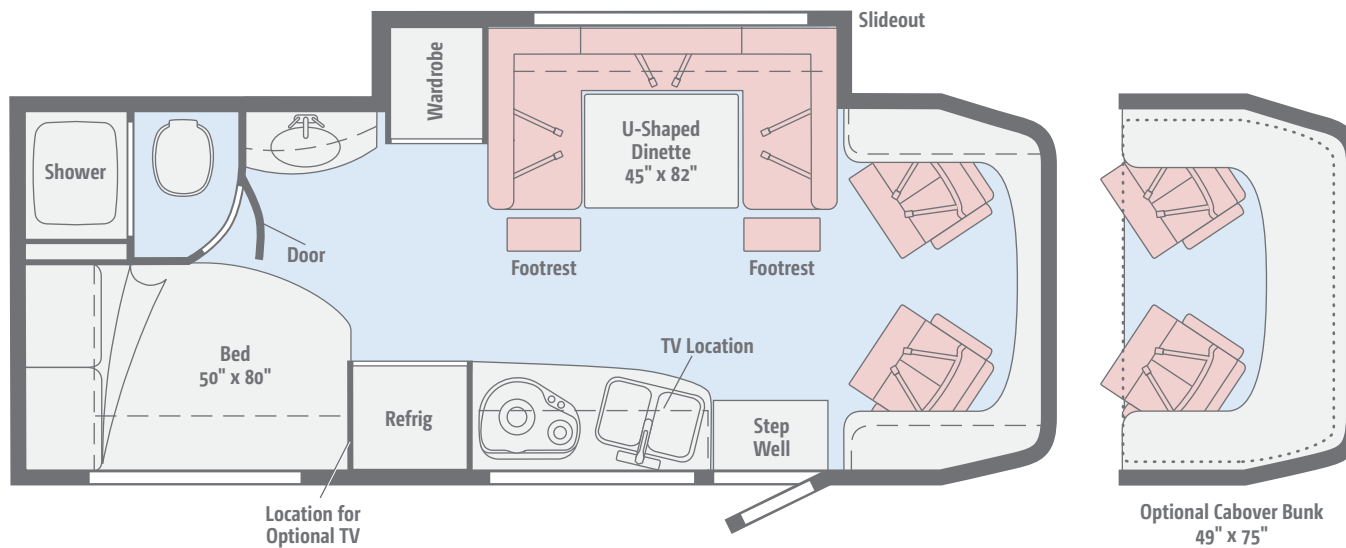 Slideout
Wardrobe
U-Shaped
Dinette
45" x 82"
Shower
Door
Footrest
Footrest
Bed
50" x 80"
TV Location
Refrig
Step
Well
Location for
Optional TV
Optional Cabover Bunk
49" x 75"